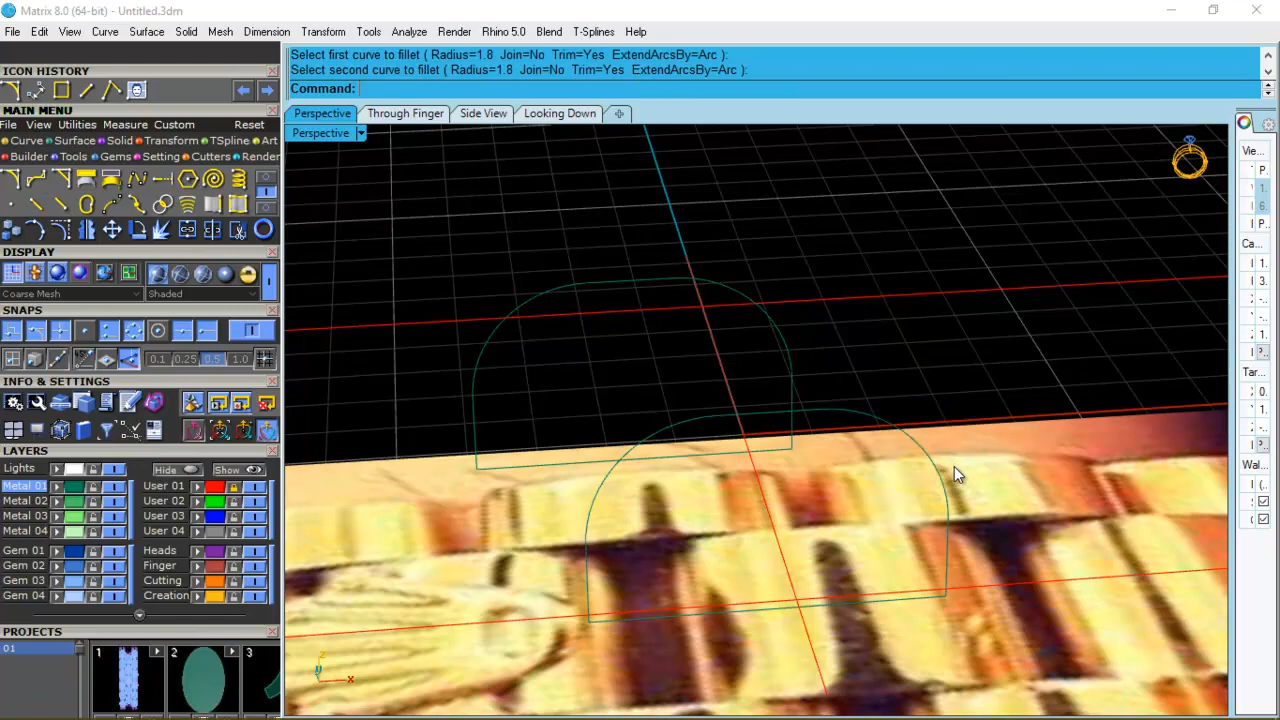 Matrix 8.0 (64-bit) - Untitled.3dm
File Edit View Curve Surface Solid Mesh Dimension Transform Tools Analyze Render Rhino 5.0 Blend T-Splines Help
Select first curve to fillet ( Radius=1.8 Join=No Trim=Yes ExtendArcsBy=Arc ):
Select second curve to fillet ( Radius=1.8 Join=No Trim=Yes ExtendArcsBy=Arc ):
Command:
ICON HISTORY
MAIN MENU
File View Utilities Measure Custom Reset
Curve Surface Solid Transform TSpline Art
Builder Tools Gems Setting Cutters Render
DISPLAY
Coarse Mesh Shaded
SNAPS
0.1 0.25 0.5 1.0
INFO & SETTINGS
LAYERS
Lights Hide Show
Metal 01 User 01
Metal 02 User 02
Metal 03 User 03
Metal 04 User 04
Gem 01 Heads
Gem 02 Finger
Gem 03 Cutting
Gem 04 Creation
PROJECTS
01
1 2 3
Perspective Through Finger Side View Looking Down
Perspective
z
y
x
Vie...
Ca...
Tar...
Wal...